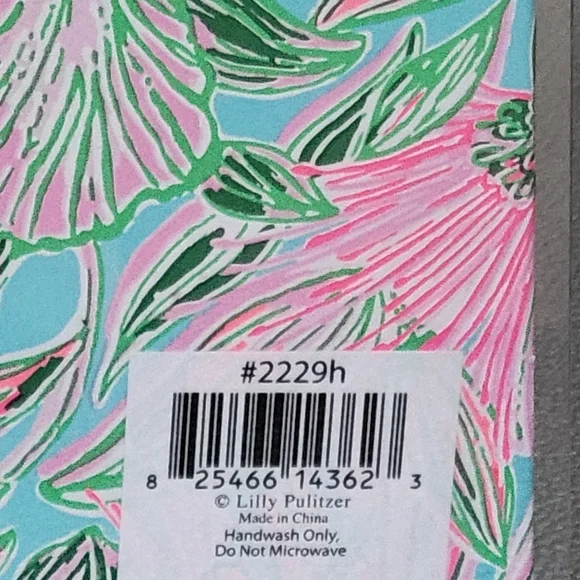 #2229h
8 25466 14362 3
© Lilly Pulitzer
Made in China
Handwash Only,
Do Not Microwave